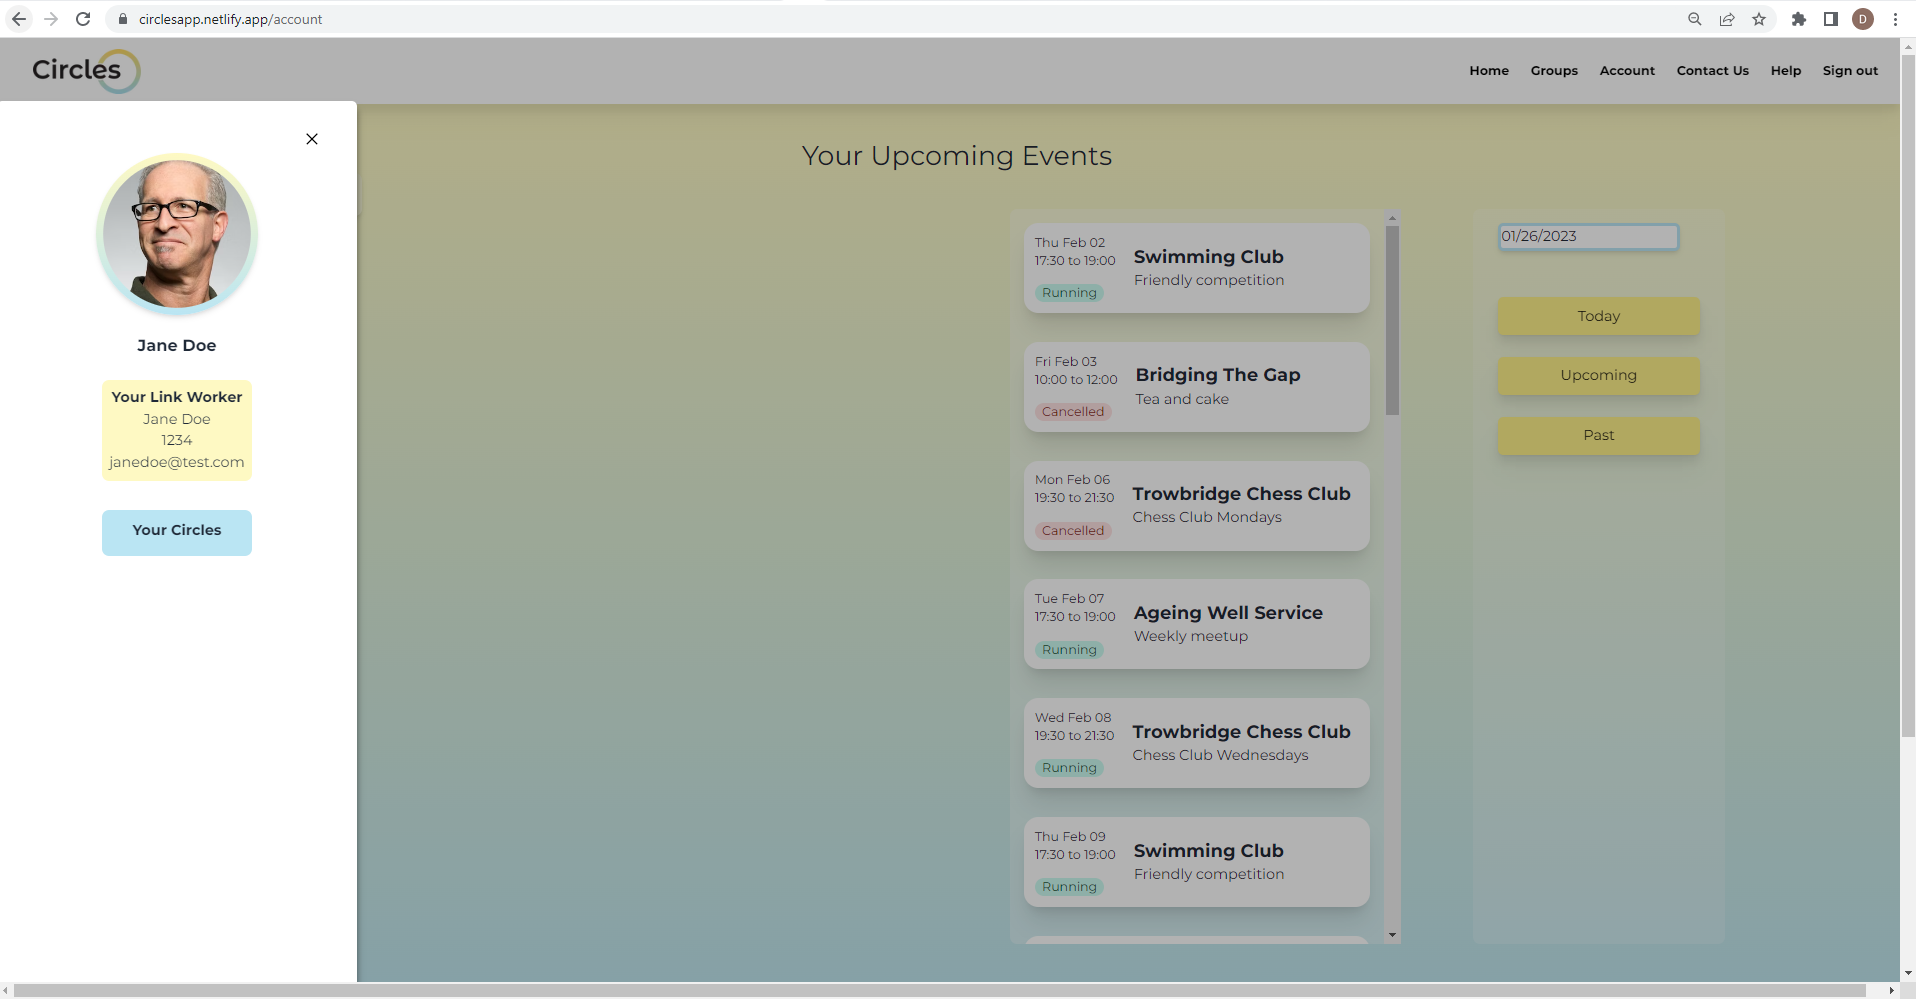 circlesapp.netlify.app/account
D
Circles
Home Groups Account Contact Us Help Sign out
Jane Doe
Your Link Worker
Jane Doe
1234
janedoe@test.com
Your Circles
Your Upcoming Events
Thu Feb 02
17:30 to 19:00
Running
Swimming Club
Friendly competition
Fri Feb 03
10:00 to 12:00
Cancelled
Bridging The Gap
Tea and cake
Mon Feb 06
19:30 to 21:30
Cancelled
Trowbridge Chess Club
Chess Club Mondays
Tue Feb 07
17:30 to 19:00
Running
Ageing Well Service
Weekly meetup
Wed Feb 08
19:30 to 21:30
Running
Trowbridge Chess Club
Chess Club Wednesdays
Thu Feb 09
17:30 to 19:00
Running
Swimming Club
Friendly competition
01/26/2023
Today
Upcoming
Past